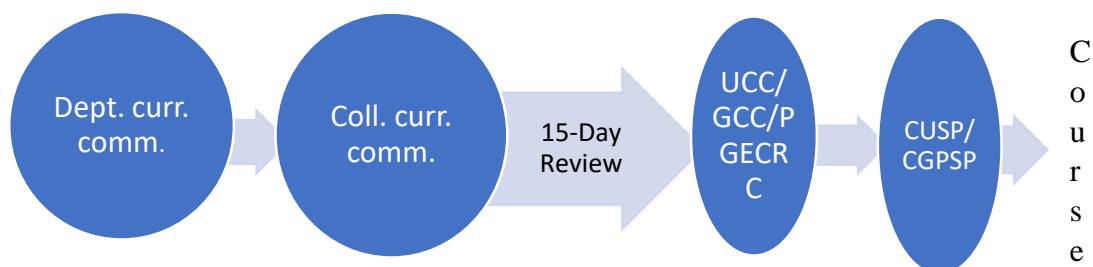 Dept. curr.
comm.
Coll. curr.
comm.
15-Day
Review
UCC/
GCC/P
GECR
C
CUSP/
CGPSP
C
o
u
r
s
e